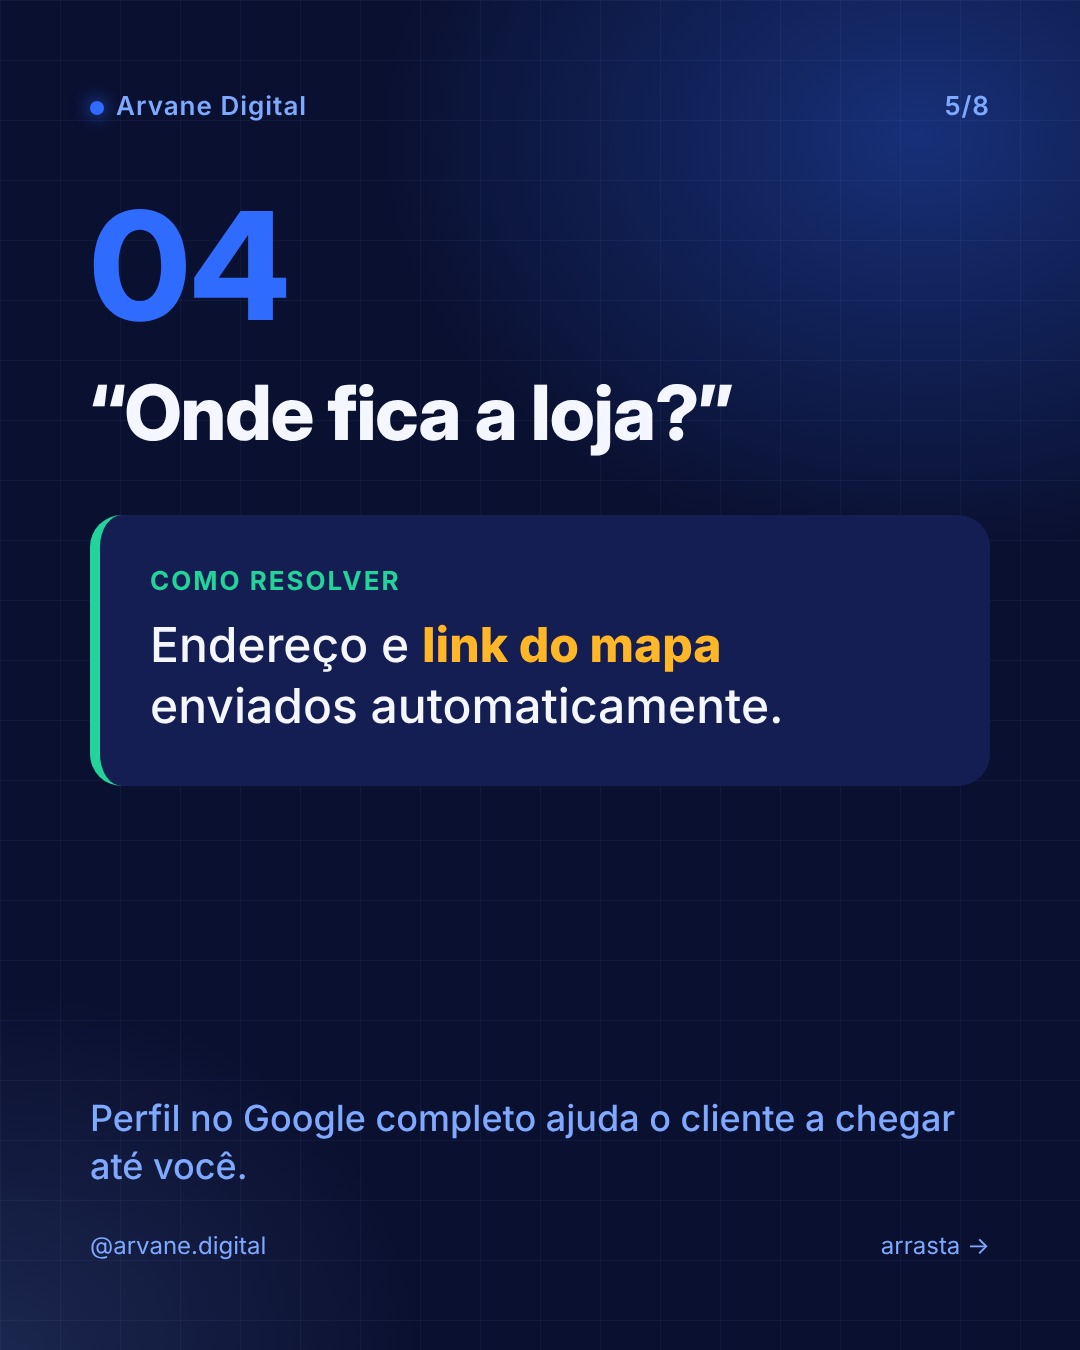 Arvane Digital
5/8
04
“Onde fica a loja?”
COMO RESOLVER
Endereço e link do mapa
enviados automaticamente.
Perfil no Google completo ajuda o cliente a chegar
até você.
@arvane.digital
arrasta →